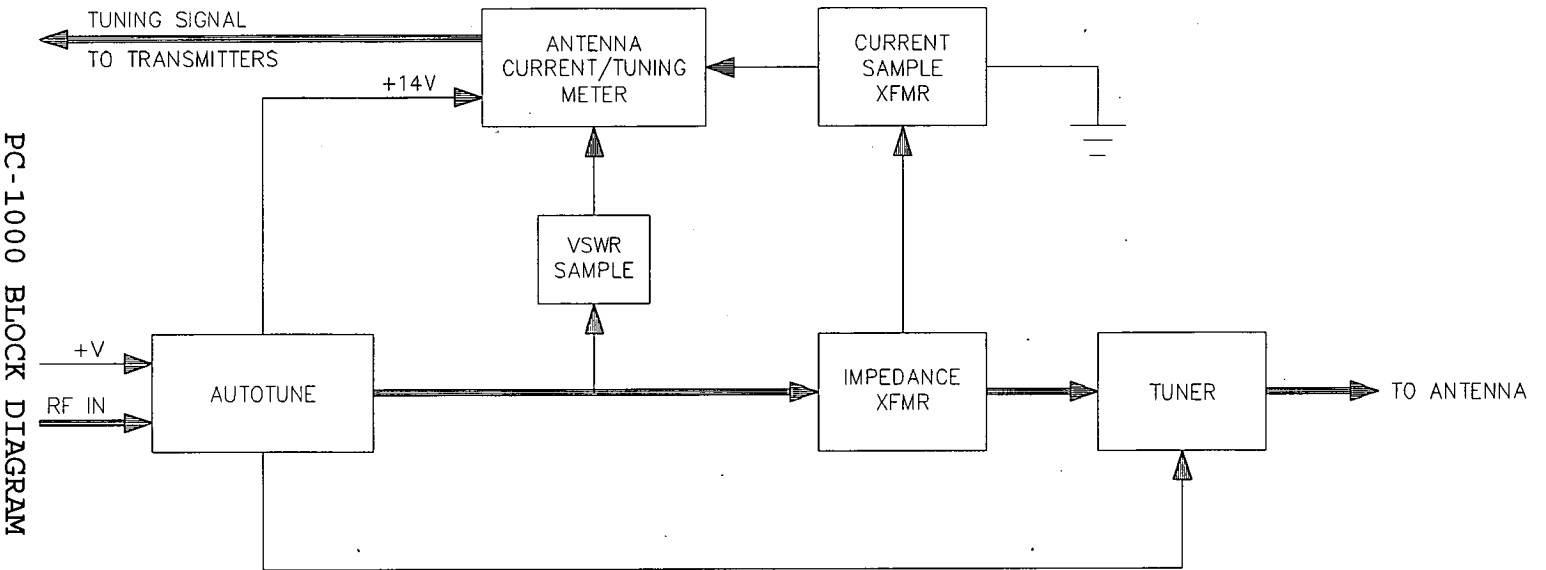 PC-1000 BLOCK DIAGRAM
TUNING SIGNAL
TO TRANSMITTERS
+14V
ANTENNA
CURRENT/TUNING
METER
CURRENT
SAMPLE
XFMR
VSWR
SAMPLE
+V
RF IN
AUTOTUNE
IMPEDANCE
XFMR
TUNER
TO ANTENNA